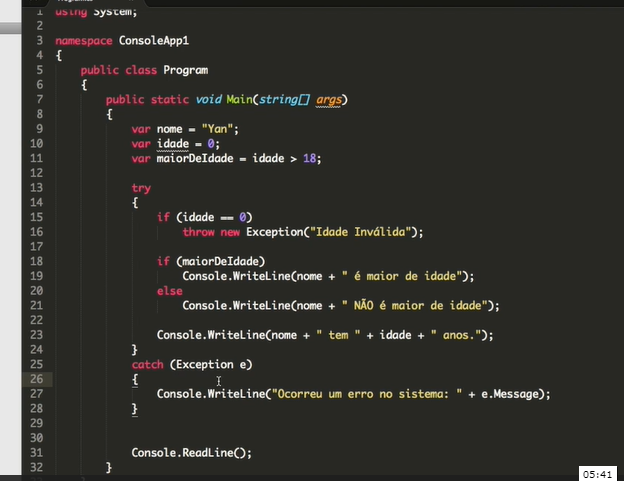 using System;
2
3 namespace ConsoleApp1
4 {
5 public class Program
6 {
7 public static void Main(string[] args)
8 {
9 var nome = "Yan";
10 var idade = 0;
11 var maiorDeIdade = idade > 18;
12
13 try
14 {
15 if (idade == 0)
16 throw new Exception("Idade Inválida");
17
18 if (maiorDeIdade)
19 Console.WriteLine(nome + " é maior de idade");
20 else
21 Console.WriteLine(nome + " NÃO é maior de idade");
22
23 Console.WriteLine(nome + " tem " + idade + " anos.");
24 }
25 catch (Exception e)
26 {
27 Console.WriteLine("Ocorreu um erro no sistema: " + e.Message);
28 }
29
30
31 Console.ReadLine();
32 }
05:41